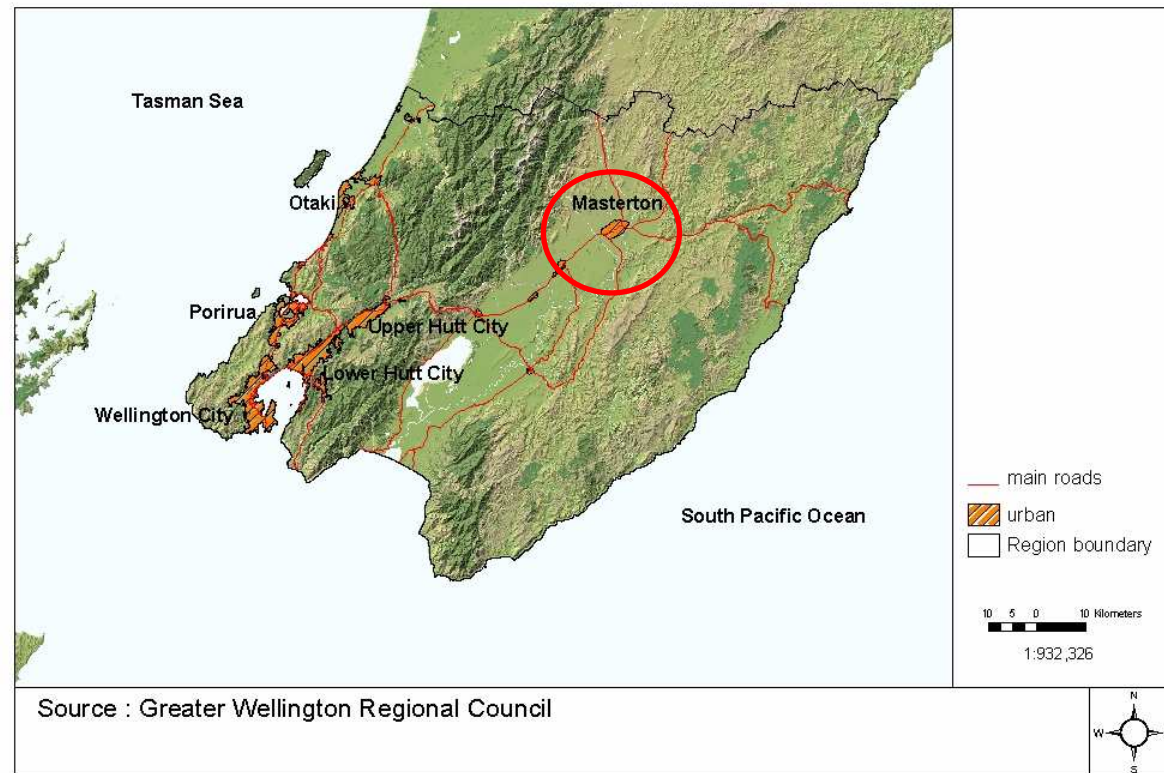 Tasman Sea
Otaki
Masterton
Porirua
Upper Hutt City
Lower Hutt City
Wellington City
South Pacific Ocean
main roads
urban
Region boundary
10 5 0 10 Kilometers
1:932,326
Source : Greater Wellington Regional Council
N
W
S